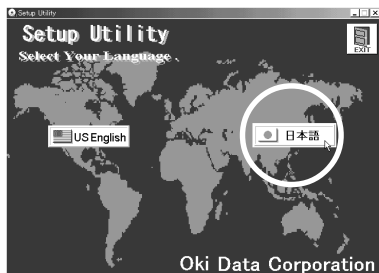 Setup Utility
Setup Utility
EXIT
Select Your Language .
US English
日本語
Oki Data Corporation